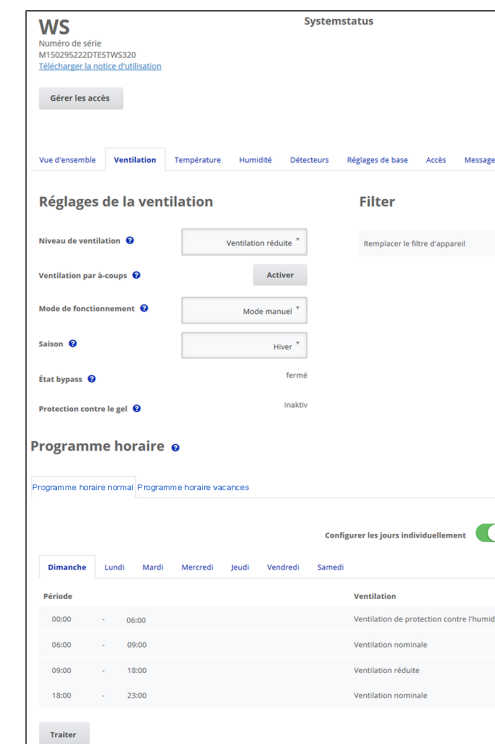 WS
Systemstatus
Numéro de série
M150295222DTESTWS320
Télécharger la notice d'utilisation
Gérer les accès
Vue d'ensemble Ventilation Température Humidité Détecteurs Réglages de base Accès Message
Réglages de la ventilation
Filter
Niveau de ventilation ? Ventilation réduite
Remplacer le filtre d'appareil
Ventilation par à-coups ? Activer
Mode de fonctionnement ? Mode manuel
Saison ? Hiver
État bypass ? fermé
Protection contre le gel ? Inaktiv
Programme horaire ?
Programme horaire normal Programme horaire vacances
Configurer les jours individuellement
Dimanche Lundi Mardi Mercredi Jeudi Vendredi Samedi
Période Ventilation
00:00 - 06:00 Ventilation de protection contre l'humid
06:00 - 09:00 Ventilation nominale
09:00 - 18:00 Ventilation réduite
18:00 - 23:00 Ventilation nominale
Traiter